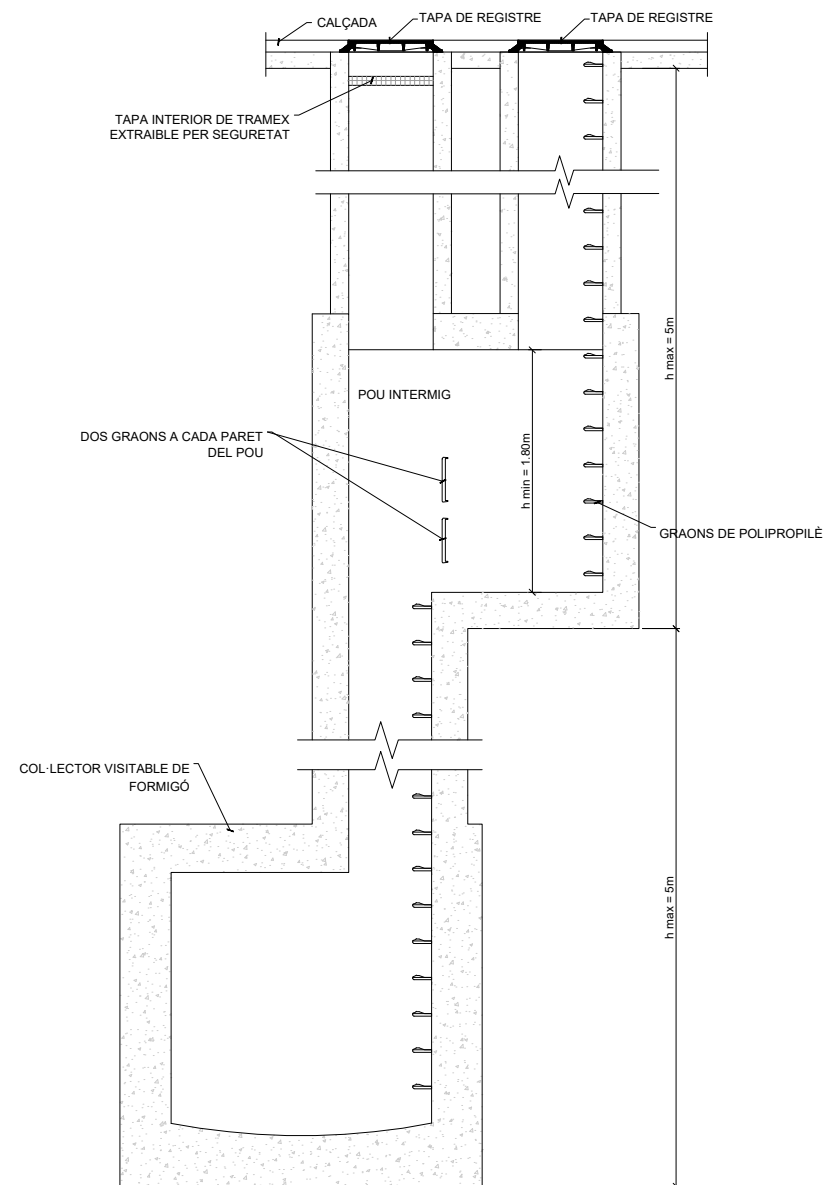 CALÇADA
TAPA DE REGISTRE
TAPA DE REGISTRE
TAPA INTERIOR DE TRAMEX
EXTRAIBLE PER SEGURETAT
h max = 5m
POU INTERMIG
DOS GRAONS A CADA PARET
DEL POU
h min = 1.80m
GRAONS DE POLIPROPILÈ
COL·LECTOR VISITABLE DE
FORMIGÓ
h max = 5m